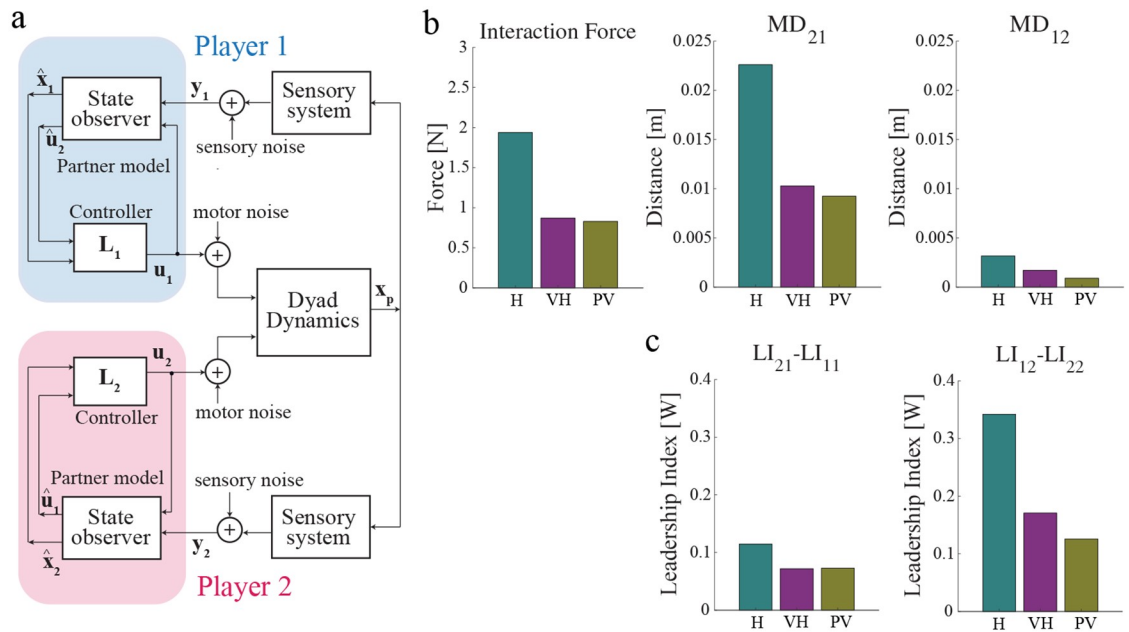 a
Player 1
x̂₁
State
observer
y₁
+
Sensory
system
û₂
sensory noise
Partner model
Controller
L₁
motor noise
u₁
+
Dyad
Dynamics
xₚ
u₂
L₂
+
Controller
motor noise
Partner model
sensory noise
û₁
State
observer
+
Sensory
system
y₂
x̂₂
Player 2
b
Interaction Force
Force [N]
3
2.5
2
1.5
1
0.5
0
H VH PV
MD₂₁
Distance [m]
0.025
0.02
0.015
0.01
0.005
0
H VH PV
MD₁₂
Distance [m]
0.025
0.02
0.015
0.01
0.005
0
H VH PV
c
LI₂₁-LI₁₁
Leadership Index [W]
0.4
0.3
0.2
0.1
0
H VH PV
LI₁₂-LI₂₂
Leadership Index [W]
0.4
0.3
0.2
0.1
0
H VH PV